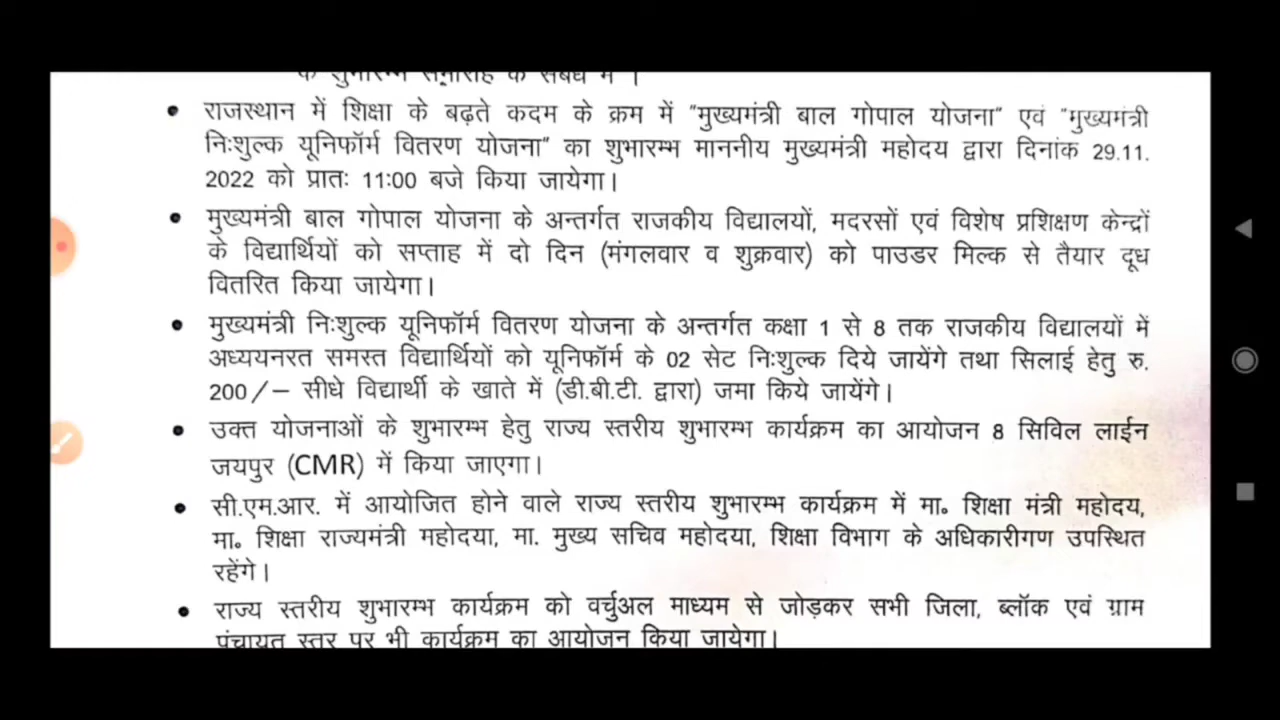 के शुभारम्भ समारोह के संबंध में ।
राजस्थान में शिक्षा के बढ़ते कदम के क्रम में "मुख्यमंत्री बाल गोपाल योजना" एवं "मुख्यमंत्री
निःशुल्क यूनिफॉर्म वितरण योजना" का शुभारम्भ माननीय मुख्यमंत्री महोदय द्वारा दिनांक 29.11.
2022 को प्रातः 11:00 बजे किया जायेगा।
मुख्यमंत्री बाल गोपाल योजना के अन्तर्गत राजकीय विद्यालयों, मदरसों एवं विशेष प्रशिक्षण केन्द्रों
के विद्यार्थियों को सप्ताह में दो दिन (मंगलवार व शुक्रवार) को पाउडर मिल्क से तैयार दूध
वितरित किया जायेगा।
मुख्यमंत्री निःशुल्क यूनिफॉर्म वितरण योजना के अन्तर्गत कक्षा 1 से 8 तक राजकीय विद्यालयों में
अध्ययनरत समस्त विद्यार्थियों को यूनिफॉर्म के 02 सेट निःशुल्क दिये जायेंगे तथा सिलाई हेतु रु.
200/– सीधे विद्यार्थी के खाते में (डी.बी.टी. द्वारा) जमा किये जायेंगे।
उक्त योजनाओं के शुभारम्भ हेतु राज्य स्तरीय शुभारम्भ कार्यक्रम का आयोजन 8 सिविल लाईन
जयपुर (CMR) में किया जाएगा।
सी.एम.आर. में आयोजित होने वाले राज्य स्तरीय शुभारम्भ कार्यक्रम में मा० शिक्षा मंत्री महोदय,
मा० शिक्षा राज्यमंत्री महोदया, मा. मुख्य सचिव महोदया, शिक्षा विभाग के अधिकारीगण उपस्थित
रहेंगे।
राज्य स्तरीय शुभारम्भ कार्यक्रम को वर्चुअल माध्यम से जोड़कर सभी जिला, ब्लॉक एवं ग्राम
पंचायत स्तर पर भी कार्यक्रम का आयोजन किया जायेगा।